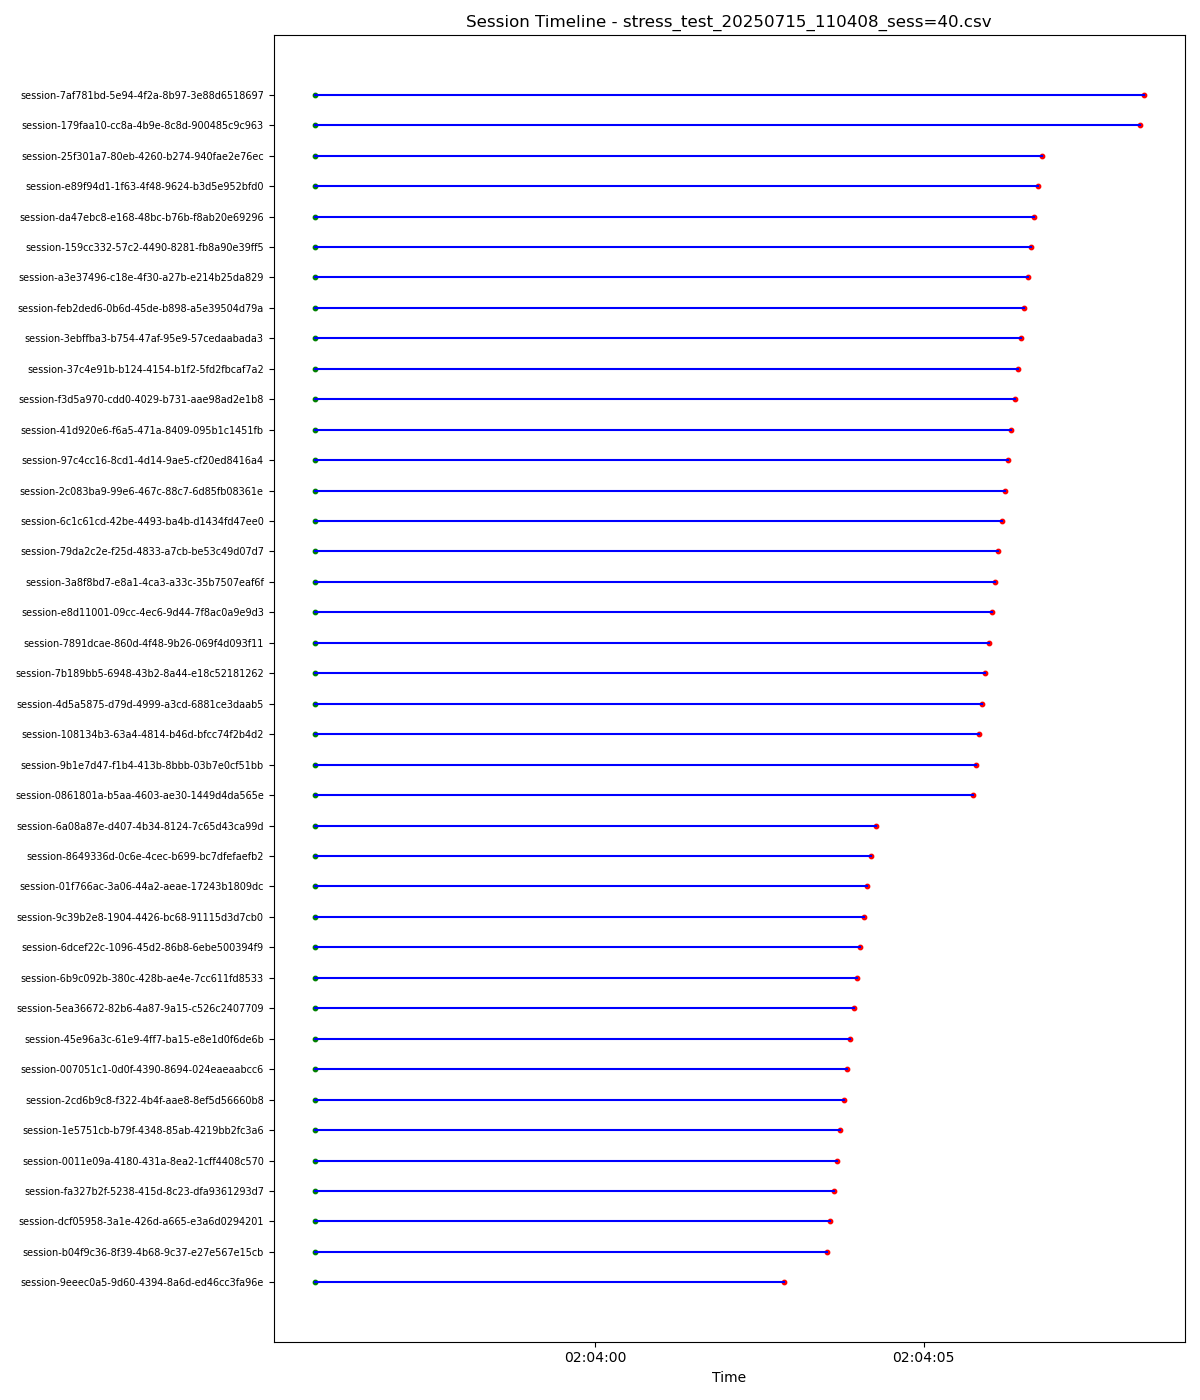 Session Timeline - stress_test_20250715_110408_sess=40.csv
session-7af781bd-5e94-4f2a-8b97-3e88d6518697
session-179faa10-cc8a-4b9e-8c8d-900485c9c963
session-25f301a7-80eb-4260-b274-940fae2e76ec
session-e89f94d1-1f63-4f48-9624-b3d5e952bfd0
session-da47ebc8-e168-48bc-b76b-f8ab20e69296
session-159cc332-57c2-4490-8281-fb8a90e39ff5
session-a3e37496-c18e-4f30-a27b-e214b25da829
session-feb2ded6-0b6d-45de-b898-a5e39504d79a
session-3ebffba3-b754-47af-95e9-57cedaabada3
session-37c4e91b-b124-4154-b1f2-5fd2fbcaf7a2
session-f3d5a970-cdd0-4029-b731-aae98ad2e1b8
session-41d920e6-f6a5-471a-8409-095b1c1451fb
session-97c4cc16-8cd1-4d14-9ae5-cf20ed8416a4
session-2c083ba9-99e6-467c-88c7-6d85fb08361e
session-6c1c61cd-42be-4493-ba4b-d1434fd47ee0
session-79da2c2e-f25d-4833-a7cb-be53c49d07d7
session-3a8f8bd7-e8a1-4ca3-a33c-35b7507eaf6f
session-e8d11001-09cc-4ec6-9d44-7f8ac0a9e9d3
session-7891dcae-860d-4f48-9b26-069f4d093f11
session-7b189bb5-6948-43b2-8a44-e18c52181262
session-4d5a5875-d79d-4999-a3cd-6881ce3daab5
session-108134b3-63a4-4814-b46d-bfcc74f2b4d2
session-9b1e7d47-f1b4-413b-8bbb-03b7e0cf51bb
session-0861801a-b5aa-4603-ae30-1449d4da565e
session-6a08a87e-d407-4b34-8124-7c65d43ca99d
session-8649336d-0c6e-4cec-b699-bc7dfefaefb2
session-01f766ac-3a06-44a2-aeae-17243b1809dc
session-9c39b2e8-1904-4426-bc68-91115d3d7cb0
session-6dcef22c-1096-45d2-86b8-6ebe500394f9
session-6b9c092b-380c-428b-ae4e-7cc611fd8533
session-5ea36672-82b6-4a87-9a15-c526c2407709
session-45e96a3c-61e9-4ff7-ba15-e8e1d0f6de6b
session-007051c1-0d0f-4390-8694-024eaeaabcc6
session-2cd6b9c8-f322-4b4f-aae8-8ef5d56660b8
session-1e5751cb-b79f-4348-85ab-4219bb2fc3a6
session-0011e09a-4180-431a-8ea2-1cff4408c570
session-fa327b2f-5238-415d-8c23-dfa9361293d7
session-dcf05958-3a1e-426d-a665-e3a6d0294201
session-b04f9c36-8f39-4b68-9c37-e27e567e15cb
session-9eeec0a5-9d60-4394-8a6d-ed46cc3fa96e
02:04:00 02:04:05
Time